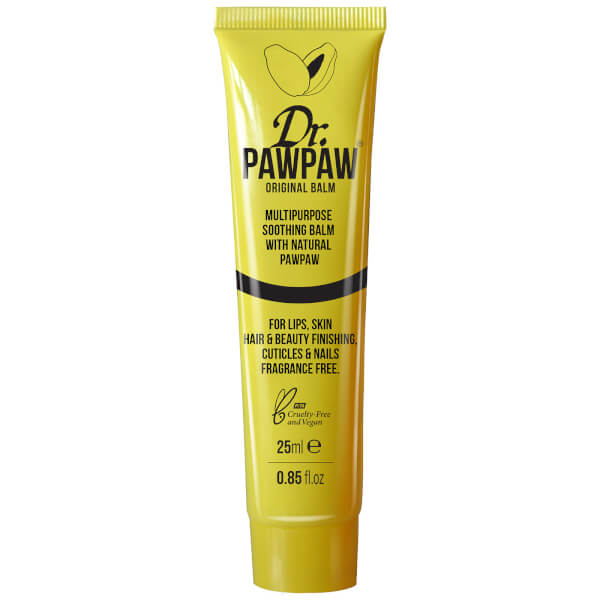 Dr.
PAWPAW®
ORIGINAL BALM
MULTIPURPOSE
SOOTHING BALM
WITH NATURAL
PAWPAW
FOR LIPS, SKIN
HAIR & BEAUTY FINISHING,
CUTICLES & NAILS
FRAGRANCE FREE.
PETA
Cruelty-Free
and Vegan
25ml ℮
0.85 fl.oz